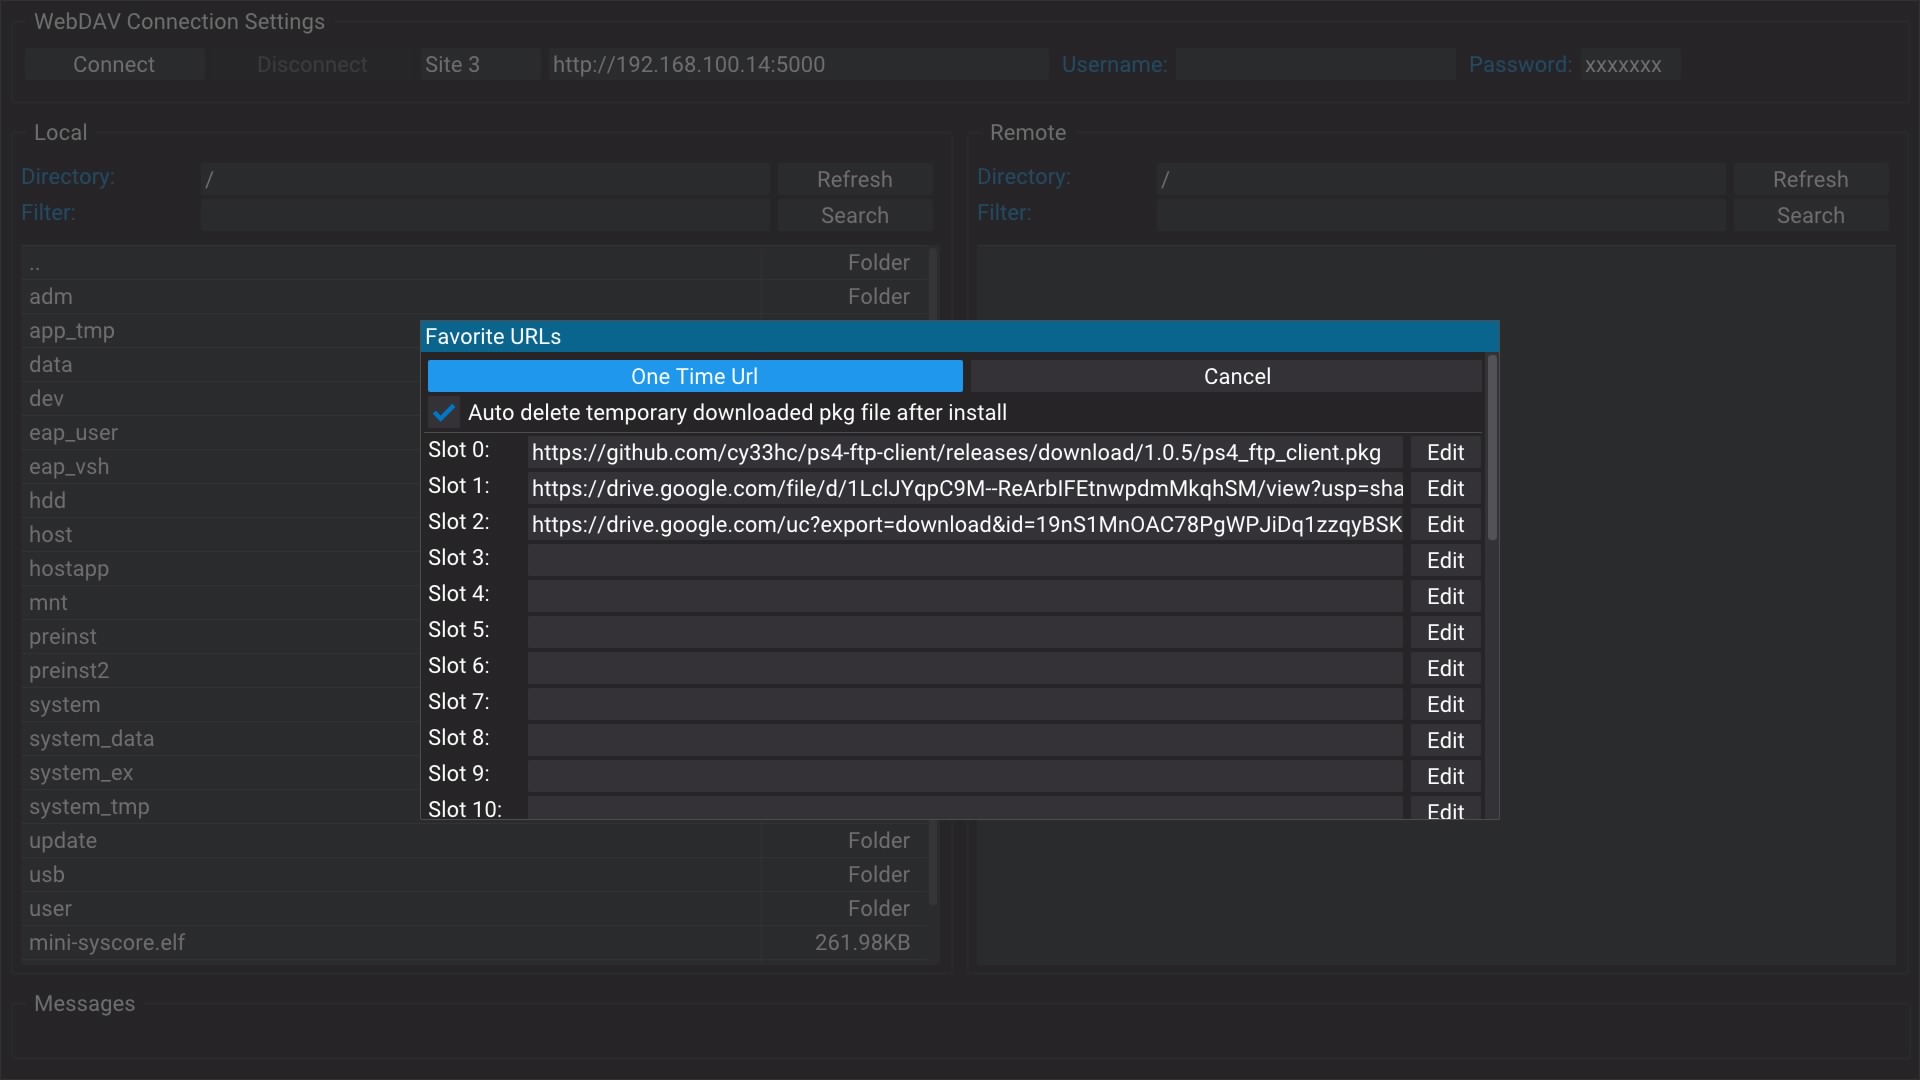 WebDAV Connection Settings
Connect Disconnect Site 3 http://192.168.100.14:5000 Username: Password: xxxxxxx
Local
Directory: / Refresh
Filter: Search
.. Folder
adm Folder
app_tmp
data
dev
eap_user
eap_vsh
hdd
host
hostapp
mnt
preinst
preinst2
system
system_data
system_ex
system_tmp
update Folder
usb Folder
user Folder
mini-syscore.elf 261.98KB
Remote
Directory: / Refresh
Filter: Search
Favorite URLs
One Time Url Cancel
Auto delete temporary downloaded pkg file after install
Slot 0: https://github.com/cy33hc/ps4-ftp-client/releases/download/1.0.5/ps4_ftp_client.pkg Edit
Slot 1: https://drive.google.com/file/d/1LclJYqpC9M--ReArbIFEtnwpdmMkqhSM/view?usp=sha Edit
Slot 2: https://drive.google.com/uc?export=download&id=19nS1MnOAC78PgWPJiDq1zzqyBSK Edit
Slot 3: Edit
Slot 4: Edit
Slot 5: Edit
Slot 6: Edit
Slot 7: Edit
Slot 8: Edit
Slot 9: Edit
Slot 10: Edit
Messages